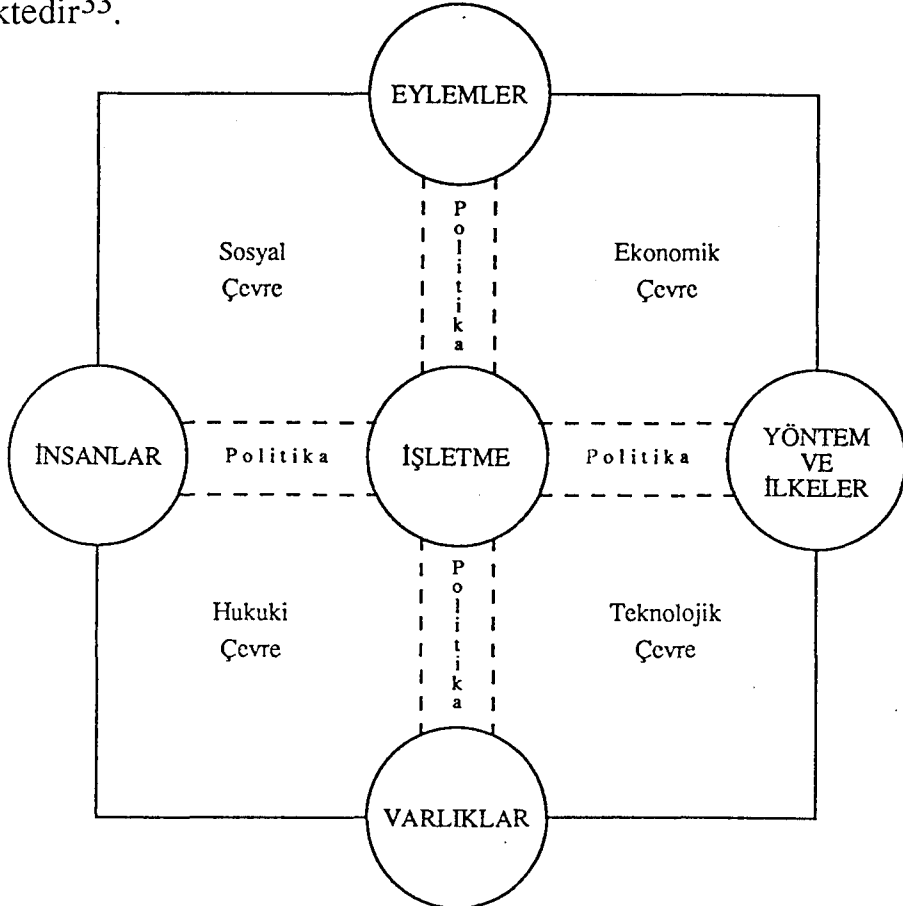 ktedir³³.
EYLEMLER
Politika
Sosyal
Çevre
Ekonomik
Çevre
İNSANLAR
Politika
İŞLETME
Politika
YÖNTEM
VE
İLKELER
Hukuki
Çevre
Politika
Teknolojik
Çevre
VARLIKLAR